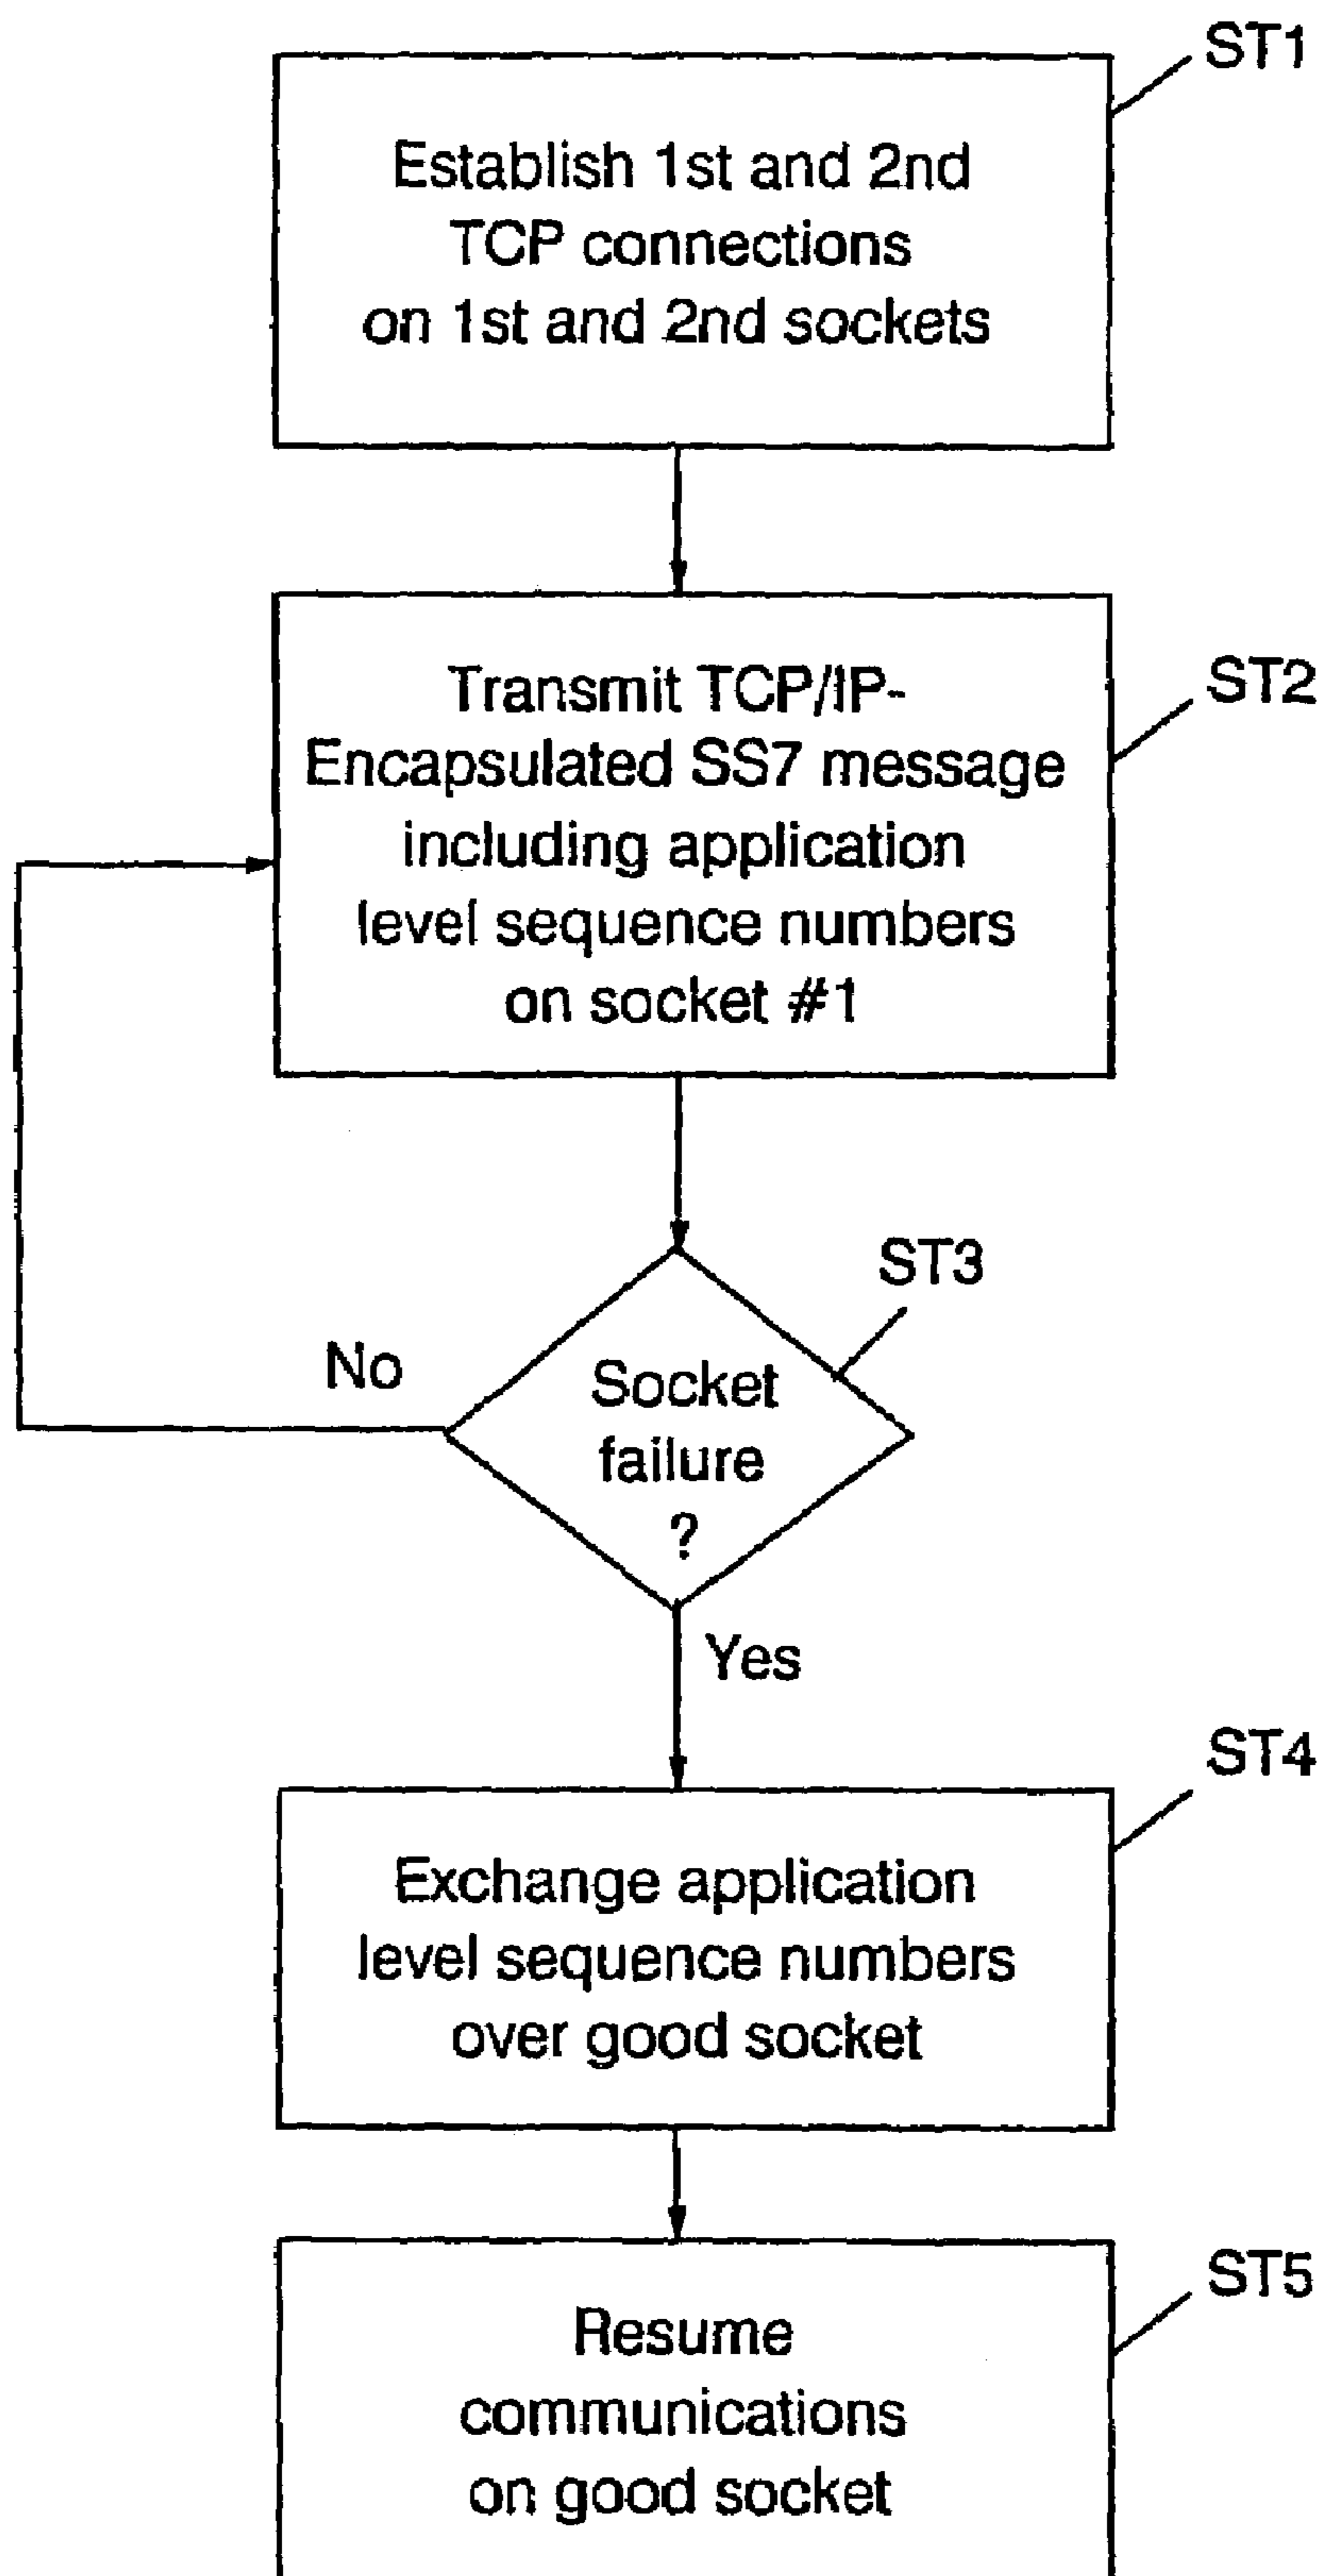 ST1
Establish 1st and 2nd
TCP connections
on 1st and 2nd sockets
ST2
Transmit TCP/IP-
Encapsulated SS7 message
including application
level sequence numbers
on socket #1
ST3
No
Socket
failure
?
Yes
ST4
Exchange application
level sequence numbers
over good socket
ST5
Resume
communications
on good socket